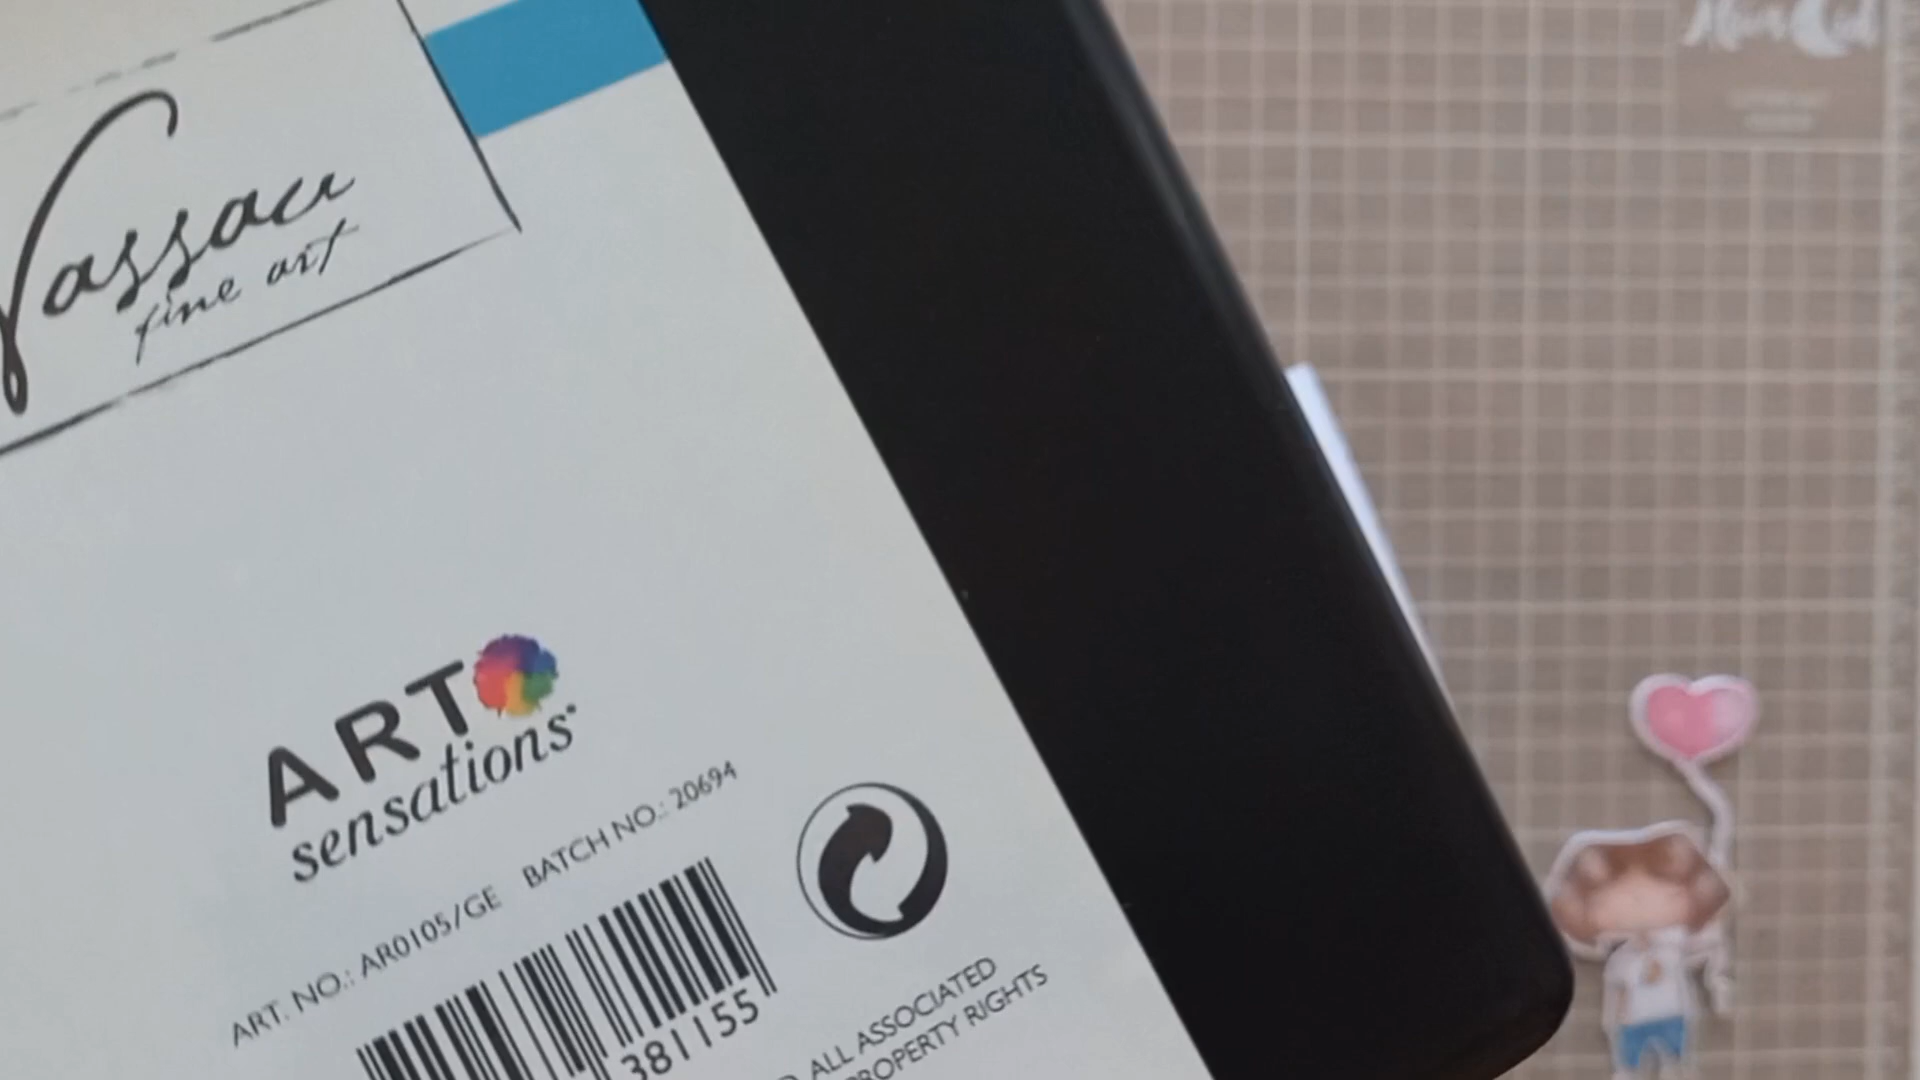 Nassau
fine art
ART
sensations
ART. NO.: AR0105/GE BATCH NO.: 20694
381155
ALL ASSOCIATED
PROPERTY RIGHTS